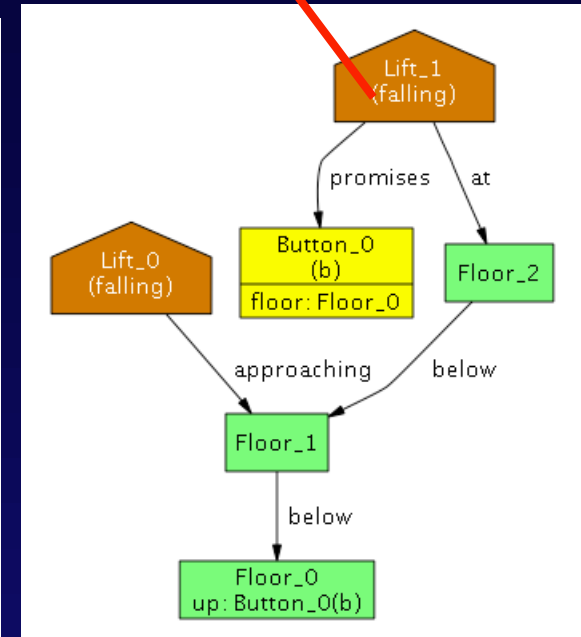 Lift_1
(falling)
promises
at
Button_0
(b)
floor: Floor_0
Floor_2
Lift_0
(falling)
approaching
below
Floor_1
below
Floor_0
up: Button_0(b)